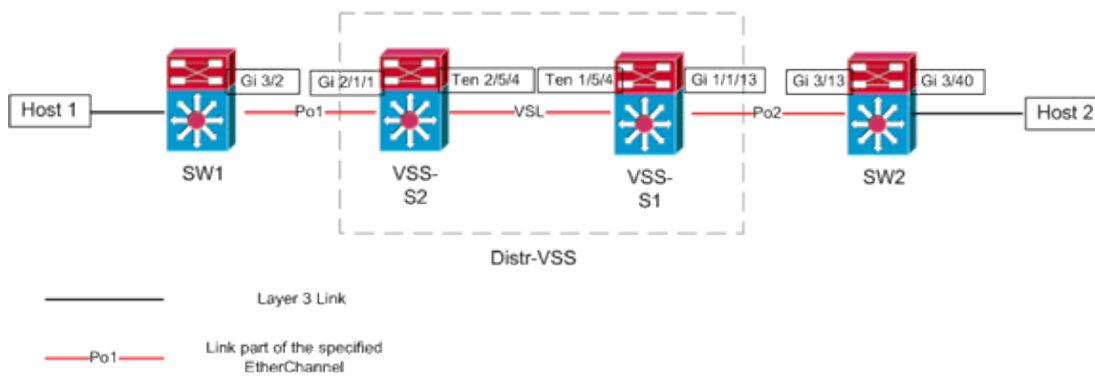 Gi 3/2
Gi 2/1/1
Ten 2/5/4
Ten 1/5/4
Gi 1/1/13
Gi 3/13
Gi 3/40
Host 1
Po1
VSL
Po2
Host 2
SW1
VSS-
S2
VSS-
S1
SW2
Distr-VSS
Layer 3 Link
Po1
Link part of the specified
EtherChannel